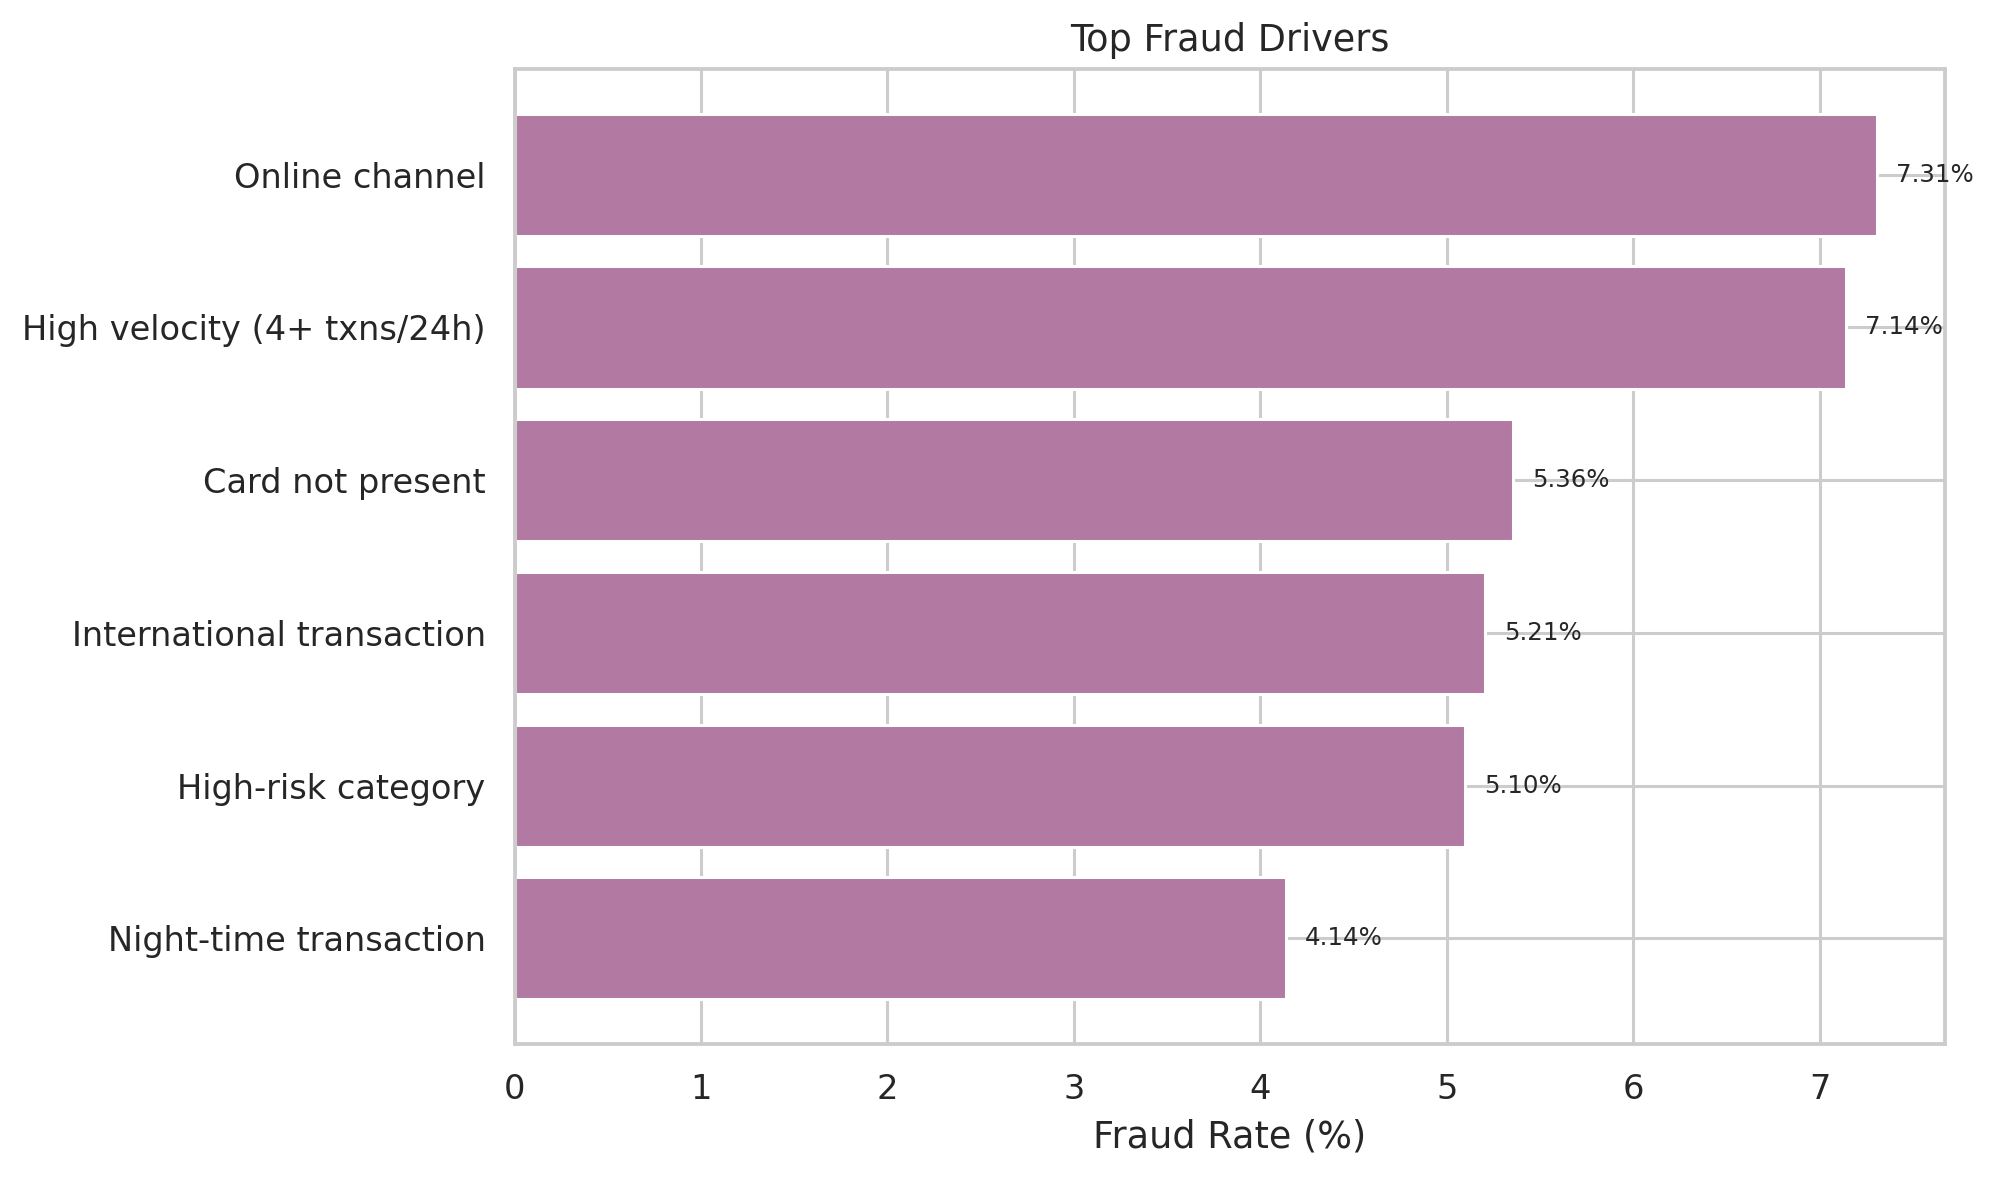 Top Fraud Drivers
Online channel 7.31%
High velocity (4+ txns/24h) 7.14%
Card not present 5.36%
International transaction 5.21%
High-risk category 5.10%
Night-time transaction 4.14%
0 1 2 3 4 5 6 7
Fraud Rate (%)